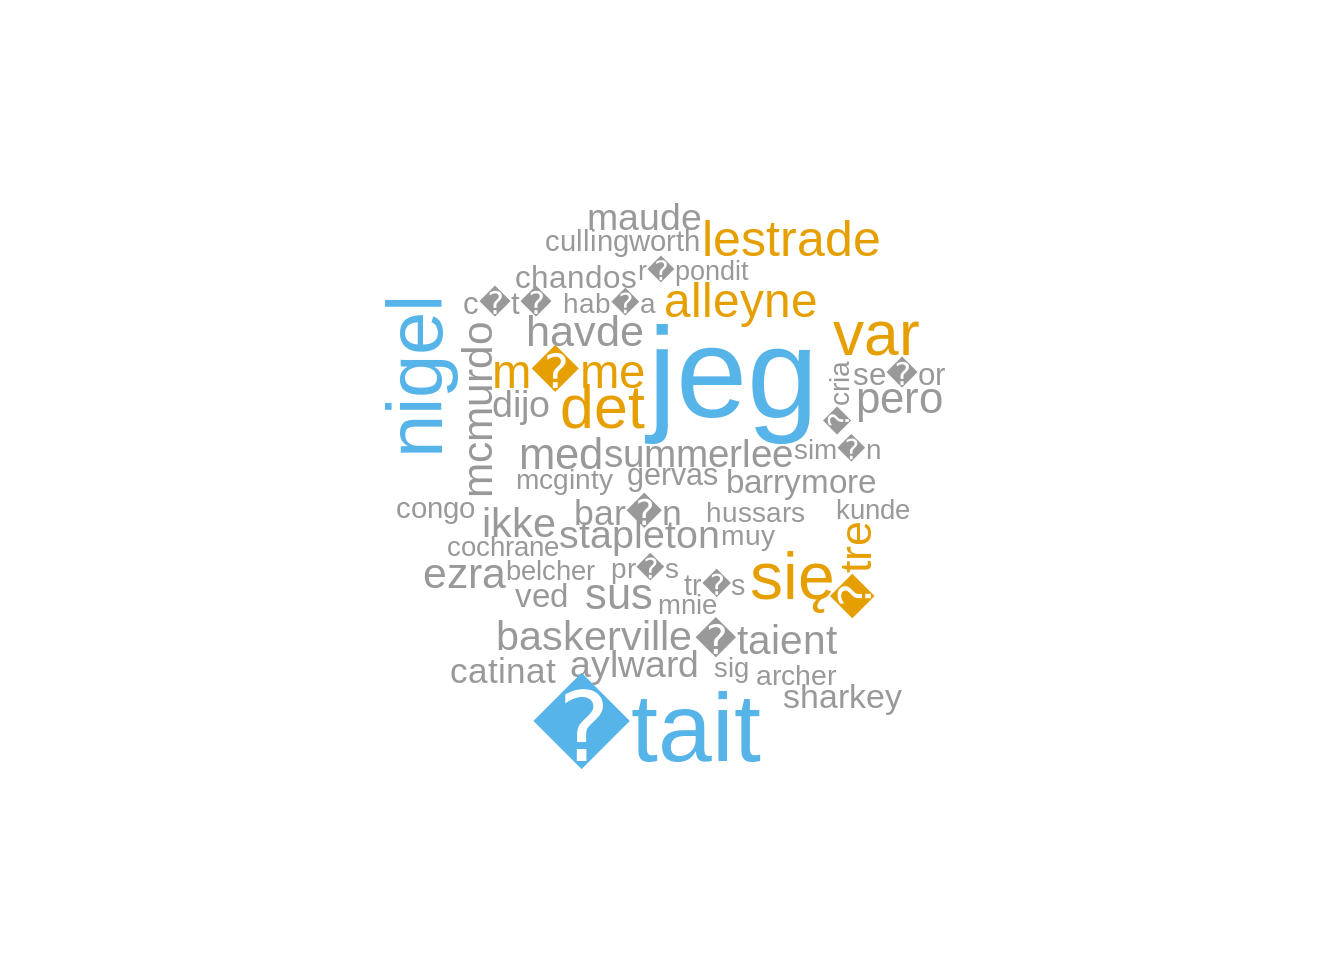 maude
cullingworth
lestrade
chandos
r�pondit
c�t�
hab�a
alleyne
nigel
havde
jeg
var
mcmurdo
m�me
�cria
se�or
dijo
det
pero
med
summerlee
sim�n
mcginty
gervas
barrymore
congo
ikke
bar�n
hussars
kunde
cochrane
stapleton
muy
�tre
ezra
belcher
pr�s
tr�s
się
ved
sus
mnie
baskerville
�taient
catinat
aylward
sig
archer
sharkey
�tait